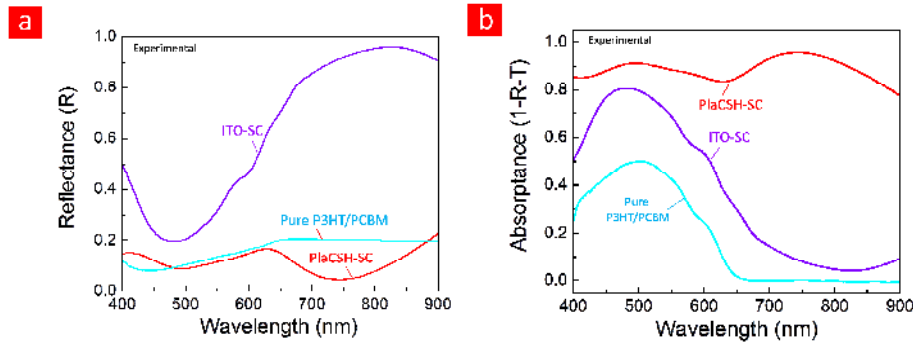 a
Experimental
ITO-SC
Pure P3HT/PCBM
PlaCSH-SC
Reflectance (R)
1.0
0.8
0.6
0.4
0.2
0.0
400 500 600 700 800 900
Wavelength (nm)
b
Experimental
PlaCSH-SC
ITO-SC
Pure
P3HT/PCBM
Absorptance (1-R-T)
1.0
0.8
0.6
0.4
0.2
0.0
400 500 600 700 800 900
Wavelength (nm)